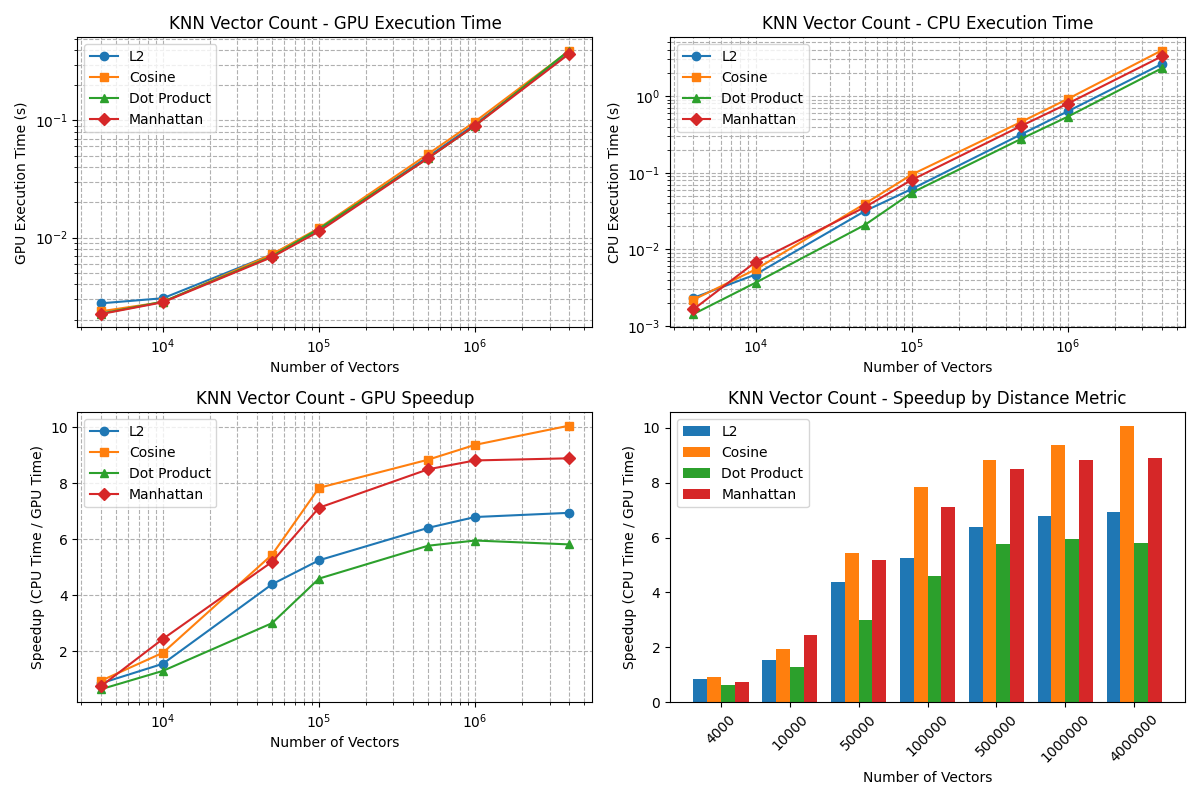 KNN Vector Count - GPU Execution Time
L2
Cosine
Dot Product
Manhattan
GPU Execution Time (s)
10⁻¹
10⁻²
10⁴ 10⁵ 10⁶
Number of Vectors
KNN Vector Count - CPU Execution Time
L2
Cosine
Dot Product
Manhattan
CPU Execution Time (s)
10⁰
10⁻¹
10⁻²
10⁻³
10⁴ 10⁵ 10⁶
Number of Vectors
KNN Vector Count - GPU Speedup
L2
Cosine
Dot Product
Manhattan
Speedup (CPU Time / GPU Time)
10
8
6
4
2
10⁴ 10⁵ 10⁶
Number of Vectors
KNN Vector Count - Speedup by Distance Metric
L2
Cosine
Dot Product
Manhattan
Speedup (CPU Time / GPU Time)
10
8
6
4
2
0
4000 10000 50000 100000 500000 1000000 4000000
Number of Vectors